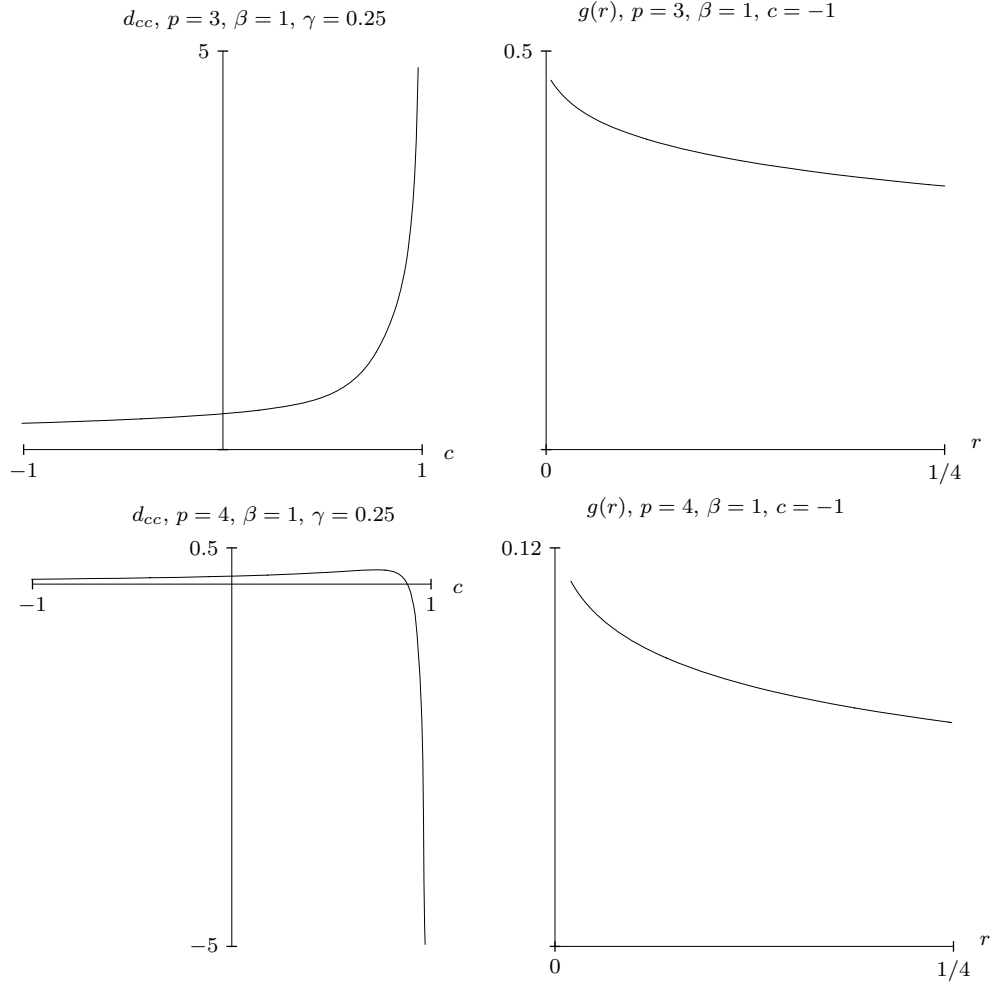 d_{cc}, p = 3, β = 1, γ = 0.25
5
−1
1
c
g(r), p = 3, β = 1, c = −1
0.5
0
1/4
r
d_{cc}, p = 4, β = 1, γ = 0.25
0.5
−1
1
c
−5
g(r), p = 4, β = 1, c = −1
0.12
0
1/4
r